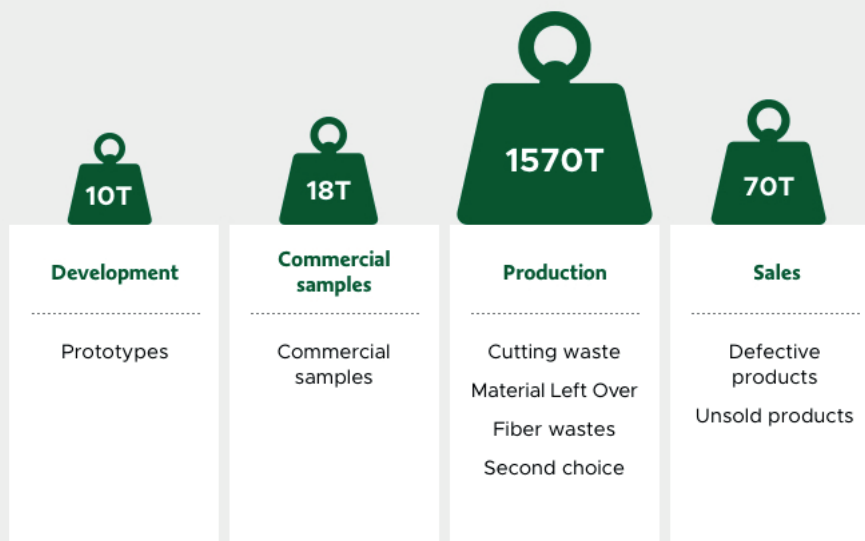 10T
18T
1570T
70T
Development
Prototypes
Commercial
samples
Commercial
samples
Production
Cutting waste
Material Left Over
Fiber wastes
Second choice
Sales
Defective
products
Unsold products